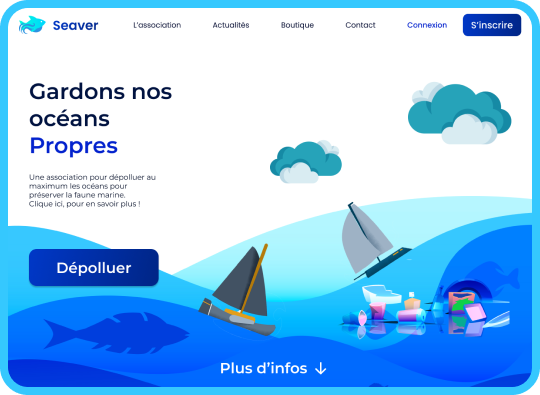 Seaver
L'association
Actualités
Boutique
Contact
Connexion
S'inscrire
Gardons nos
océans
Propres
Une association pour dépolluer au
maximum les océans pour
préserver la faune marine.
Clique ici, pour en savoir plus !
Dépolluer
Plus d'infos ↓